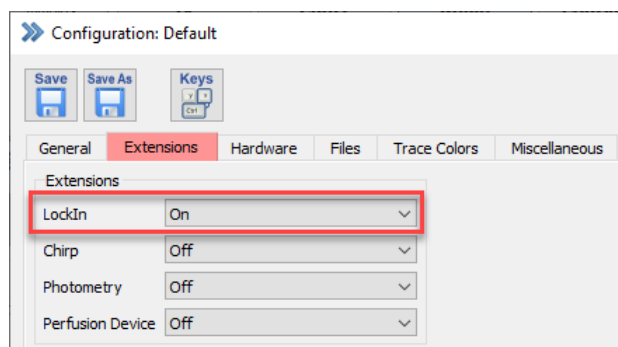 Configuration: Default
Save Save As Keys
Y X
Ctrl
General Extensions Hardware Files Trace Colors Miscellaneous
Extensions
LockIn On
Chirp Off
Photometry Off
Perfusion Device Off